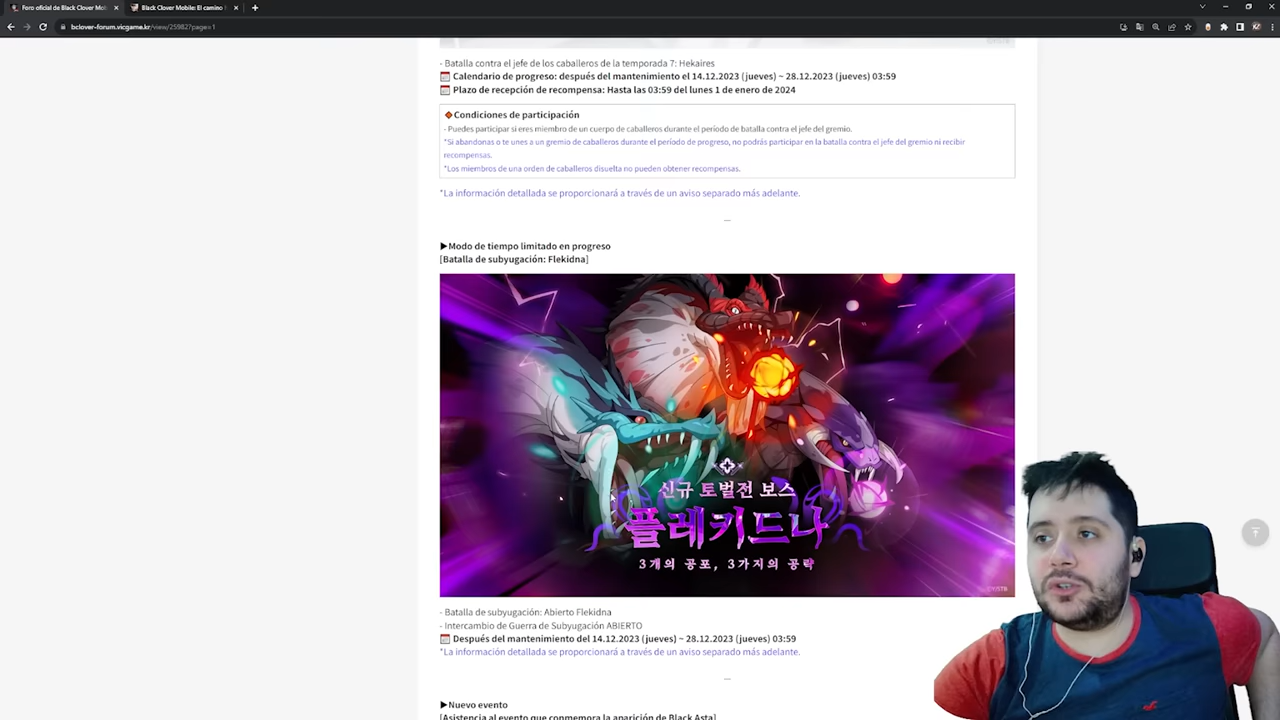 Foro oficial de Black Clover Mob
Black Clover Mobile: El camino
bclover-forum.vicgame.kr/view/25982?page=1
- Batalla contra el jefe de los caballeros de la temporada 7: Hekaires
Calendario de progreso: después del mantenimiento el 14.12.2023 (jueves) ~ 28.12.2023 (jueves) 03:59
Plazo de recepción de recompensa: Hasta las 03:59 del lunes 1 de enero de 2024
Condiciones de participación
- Puedes participar si eres miembro de un cuerpo de caballeros durante el período de batalla contra el jefe del gremio.
*Si abandonas o te unes a un gremio de caballeros durante el período de progreso, no podrás participar en la batalla contra el jefe del gremio ni recibir
recompensas.
*Los miembros de una orden de caballeros disuelta no pueden obtener recompensas.
*La información detallada se proporcionará a través de un aviso separado más adelante.
▶Modo de tiempo limitado en progreso
[Batalla de subyugación: Flekidna]
신규 토벌전 보스
플레키드나
3개의 공포, 3가지의 공략
- Batalla de subyugación: Abierto Flekidna
- Intercambio de Guerra de Subyugación ABIERTO
Después del mantenimiento del 14.12.2023 (jueves) ~ 28.12.2023 (jueves) 03:59
*La información detallada se proporcionará a través de un aviso separado más adelante.
▶Nuevo evento
[Asistencia al evento que conmemora la aparición de Black Asta]